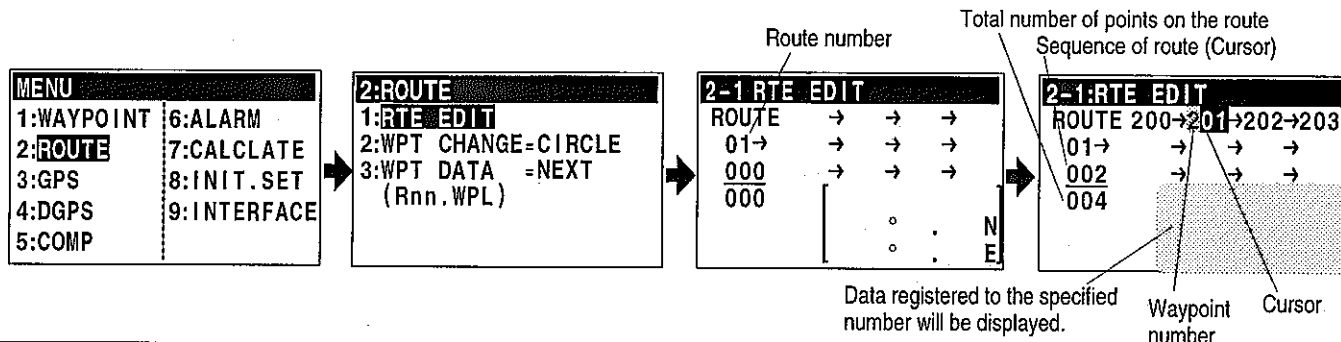 Total number of points on the route
Sequence of route (Cursor)
Route number
MENU
1:WAYPOINT 6:ALARM
2:ROUTE 7:CALCLATE
3:GPS 8:INIT.SET
4:DGPS 9:INTERFACE
5:COMP
2:ROUTE
1:RTE EDIT
2:WPT CHANGE=CIRCLE
3:WPT DATA =NEXT
(Rnn.WPL)
2-1 RTE EDIT
ROUTE → → →
01→ → → →
000 → → →
000
° . N
° . E
2-1:RTE EDIT
ROUTE 200→201→202→203
01→ → → →
002 → → →
004
Data registered to the specified
number will be displayed.
Waypoint
number
Cursor